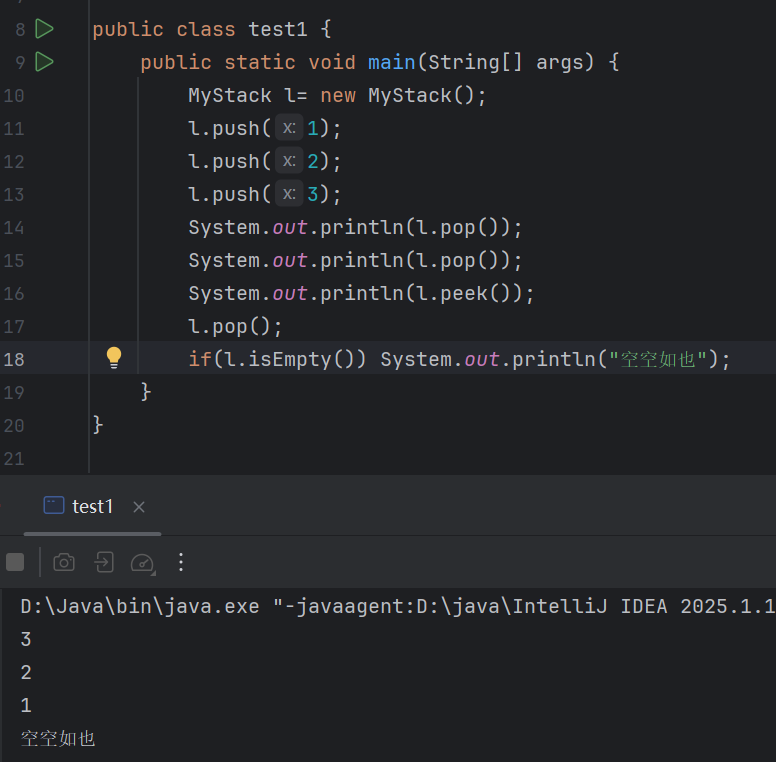 8 public class test1 {
9 public static void main(String[] args) {
10 MyStack l= new MyStack();
11 l.push( x: 1);
12 l.push( x: 2);
13 l.push( x: 3);
14 System.out.println(l.pop());
15 System.out.println(l.pop());
16 System.out.println(l.peek());
17 l.pop();
18 if(l.isEmpty()) System.out.println("空空如也");
19 }
20 }
21
test1
D:\Java\bin\java.exe "-javaagent:D:\java\IntelliJ IDEA 2025.1.1
3
2
1
空空如也